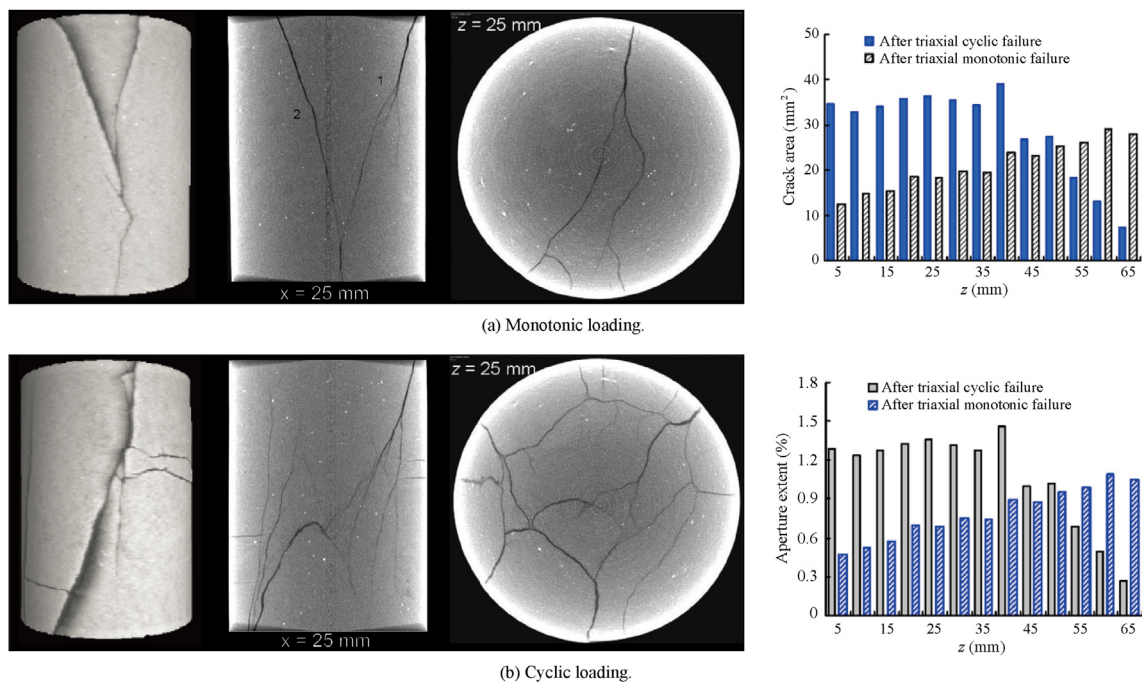 z = 25 mm
1
2
x = 25 mm
After triaxial cyclic failure
After triaxial monotonic failure
Crack area (mm²)
50
40
30
20
10
0
5 15 25 35 45 55 65
z (mm)
(a) Monotonic loading.
z = 25 mm
x = 25 mm
After triaxial cyclic failure
After triaxial monotonic failure
Aperture extent (%)
1.8
1.5
1.2
0.9
0.6
0.3
0
5 15 25 35 45 55 65
z (mm)
(b) Cyclic loading.